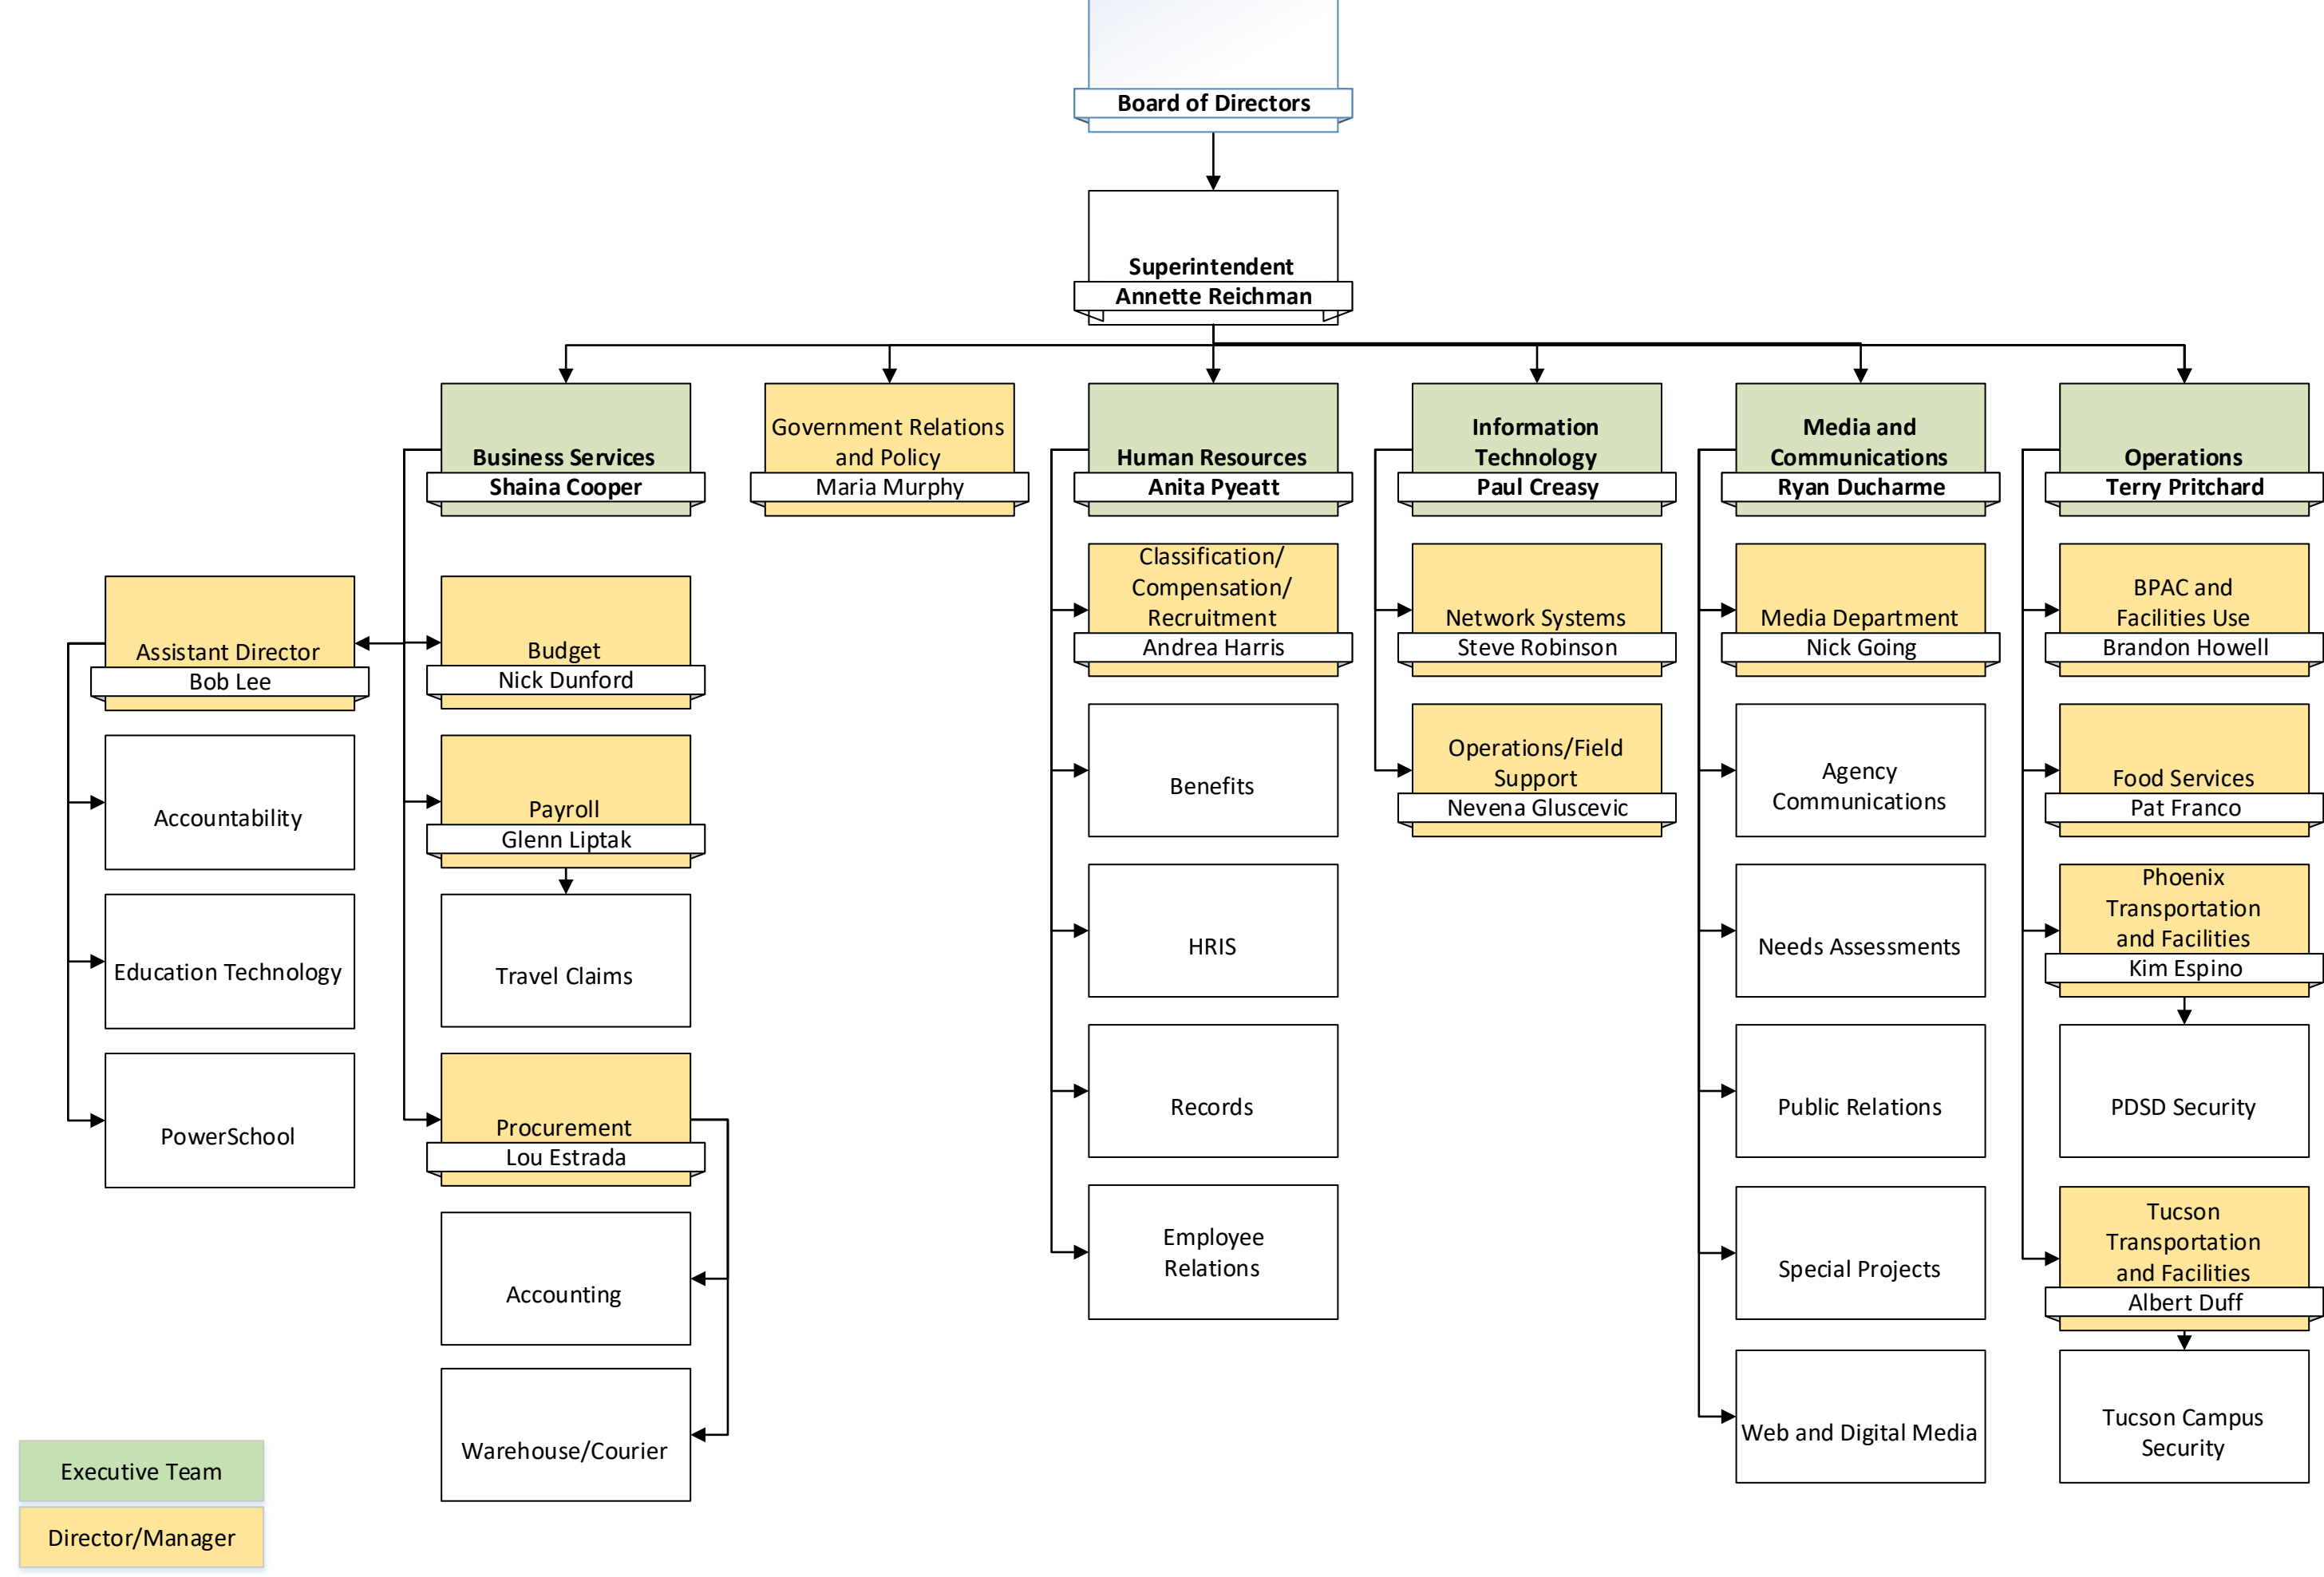 Board of Directors
Superintendent
Annette Reichman
Business Services
Shaina Cooper
Government Relations
and Policy
Maria Murphy
Human Resources
Anita Pyeatt
Information
Technology
Paul Creasy
Media and
Communications
Ryan Ducharme
Operations
Terry Pritchard
Assistant Director
Bob Lee
Accountability
Education Technology
PowerSchool
Budget
Nick Dunford
Payroll
Glenn Liptak
Travel Claims
Procurement
Lou Estrada
Accounting
Warehouse/Courier
Classification/
Compensation/
Recruitment
Andrea Harris
Benefits
HRIS
Records
Employee
Relations
Network Systems
Steve Robinson
Operations/Field
Support
Nevena Gluscevic
Media Department
Nick Going
Agency
Communications
Needs Assessments
Public Relations
Special Projects
Web and Digital Media
BPAC and
Facilities Use
Brandon Howell
Food Services
Pat Franco
Phoenix
Transportation
and Facilities
Kim Espino
PDSD Security
Tucson
Transportation
and Facilities
Albert Duff
Tucson Campus
Security
Executive Team
Director/Manager